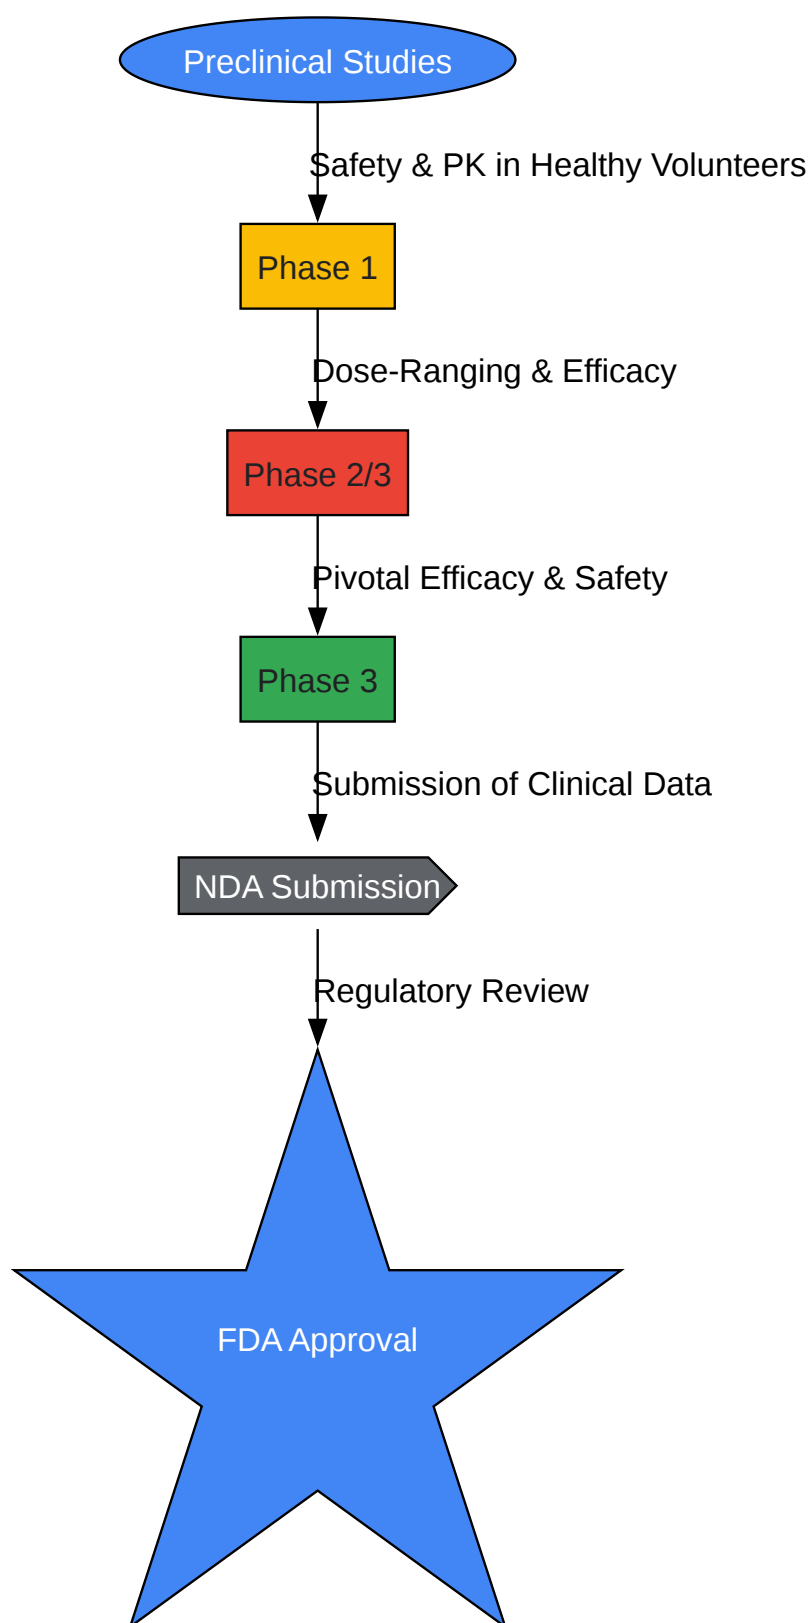 Preclinical Studies
Safety & PK in Healthy Volunteers
Phase 1
Dose-Ranging & Efficacy
Phase 2/3
Pivotal Efficacy & Safety
Phase 3
Submission of Clinical Data
NDA Submission
Regulatory Review
FDA Approval